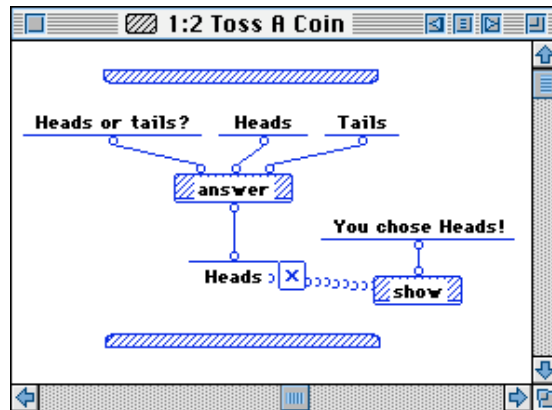 1:2 Toss A Coin
Heads or tails? Heads Tails
answer
You chose Heads!
Heads
show